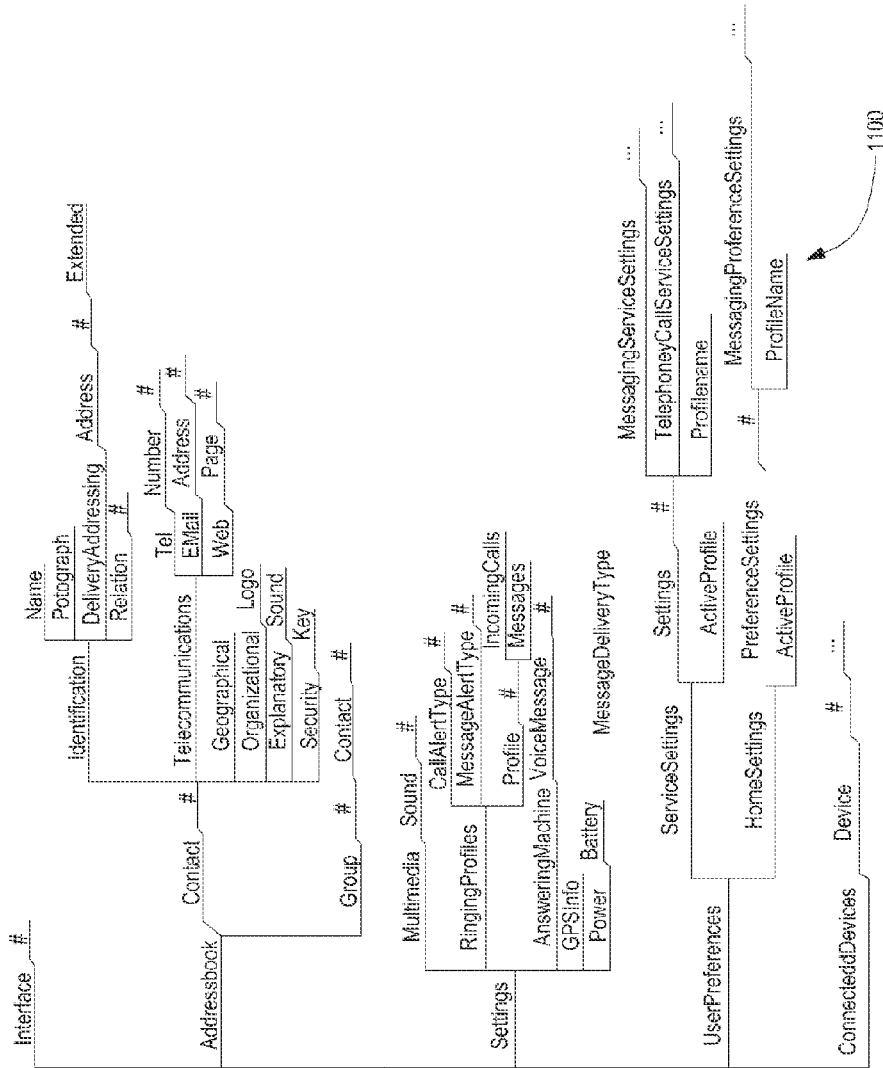 Interface #
Addressbook
Contact #
Identification
Name
Potograph
DeliveryAddressing Address # Extended
Relation #
Telecommunications
Tel Number #
EMail Address #
Web Page #
Geographical
Organizational Logo
Explanatory Sound
Security Key
Group # Contact #
Settings
Multimedia Sound #
RingingProfiles
CallAlertType #
MessageAlertType #
Profile #
IncomingCalls
Messages
AnsweringMachine VoiceMessage #
GPSInfo
Power Battery
MessageDeliveryType
UserPreferences
ServiceSettings
Settings #
MessagingServiceSettings ...
TelephoneyCallServiceSettings ...
Profilename
ActiveProfile
HomeSettings
PreferenceSettings #
MessagingProferenceSettings ...
ProfileName
ActiveProfile
ConnecteddDevices Device # ...
1100